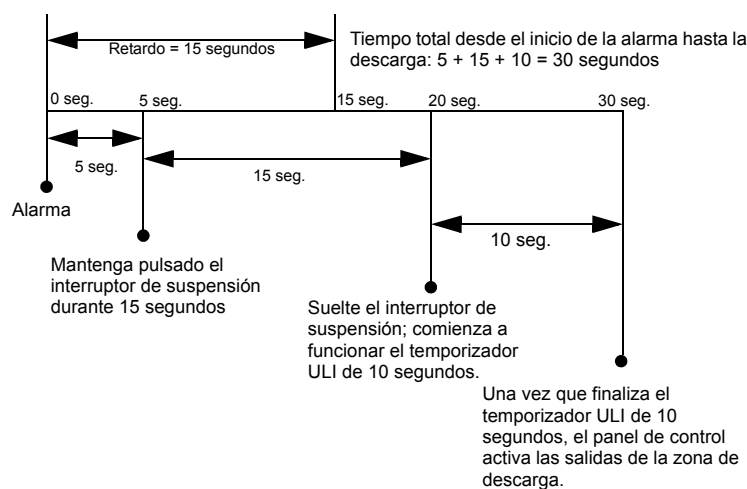 Retardo = 15 segundos
Tiempo total desde el inicio de la alarma hasta la
descarga: 5 + 15 + 10 = 30 segundos
0 seg.
5 seg.
15 seg.
20 seg.
30 seg.
5 seg.
15 seg.
10 seg.
Alarma
Mantenga pulsado el
interruptor de suspensión
durante 15 segundos
Suelte el interruptor de
suspensión; comienza a
funcionar el temporizador
ULI de 10 segundos.
Una vez que finaliza el
temporizador ULI de 10
segundos, el panel de control
activa las salidas de la zona de
descarga.